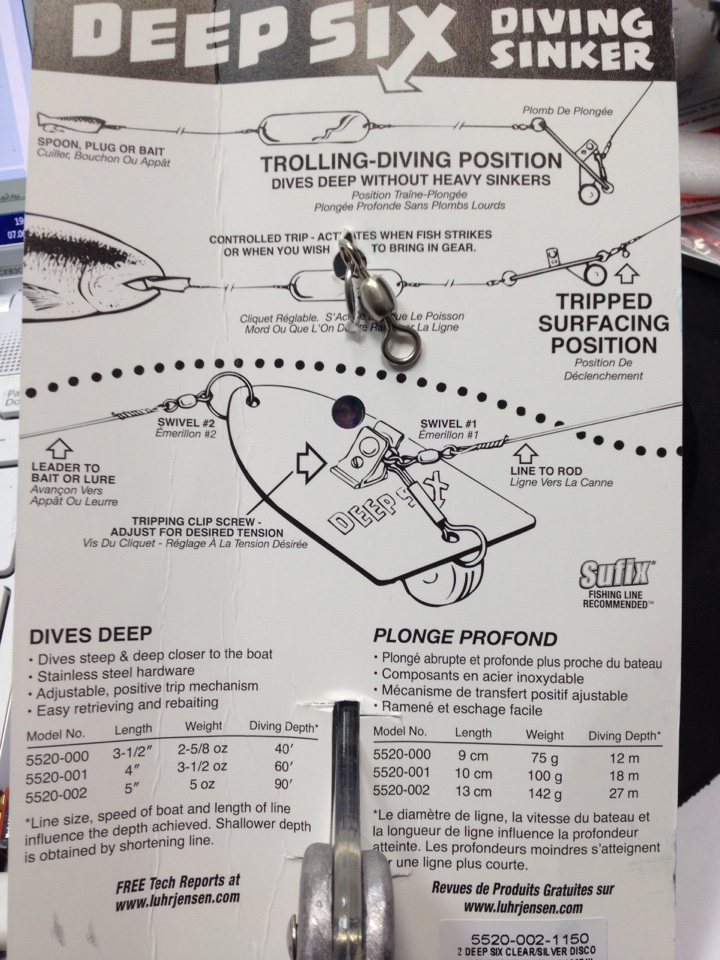 DEEP SIX DIVING
SINKER
Plomb De Plongée
SPOON, PLUG OR BAIT
Cuiller, Bouchon Ou Appât
TROLLING-DIVING POSITION
DIVES DEEP WITHOUT HEAVY SINKERS
Position Traîne-Plongée
Plongée Profonde Sans Plombs Lourds
CONTROLLED TRIP - WHEN FISH STRIKES
OR WHEN YOU WISH TO BRING IN GEAR.
Cliquet Réglable. Le Poisson
Mord Ou Que L'On La Ligne
TRIPPED
SURFACING
POSITION
Position De
Déclenchement
SWIVEL #2
Émerillon #2
SWIVEL #1
Émerillon #1
LEADER TO
BAIT OR LURE
Avançon Vers
Appât Ou Leurre
LINE TO ROD
Ligne Vers La Canne
DEEP SIX
TRIPPING CLIP SCREW -
ADJUST FOR DESIRED TENSION
Vis Du Cliquet - Réglage À La Tension Désirée
Sufix®
FISHING LINE
RECOMMENDED™
DIVES DEEP
• Dives steep & deep closer to the boat
• Stainless steel hardware
• Adjustable, positive trip mechanism
• Easy retrieving and rebaiting
Model No. Length Weight Diving Depth*
5520-000 3-1/2" 2-5/8 oz 40'
5520-001 4" 3-1/2 oz 60'
5520-002 5" 5 oz 90'
*Line size, speed of boat and length of line
influence the depth achieved. Shallower depth
is obtained by shortening line.
FREE Tech Reports at
www.luhrjensen.com
PLONGE PROFOND
• Plongé abrupte et profonde plus proche du bateau
• Composants en acier inoxydable
• Mécanisme de transfert positif ajustable
• Ramené et eschage facile
Model No. Length Weight Diving Depth*
5520-000 9 cm 75 g 12 m
5520-001 10 cm 100 g 18 m
5520-002 13 cm 142 g 27 m
*Le diamètre de ligne, la vitesse du bateau et
la longueur de ligne influence la profondeur
atteinte. Les profondeurs moindres s'atteignent
une ligne plus courte.
Revues de Produits Gratuites sur
www.luhrjensen.com
5520-002-1150
2 DEEP SIX CLEAR/SILVER DISCO